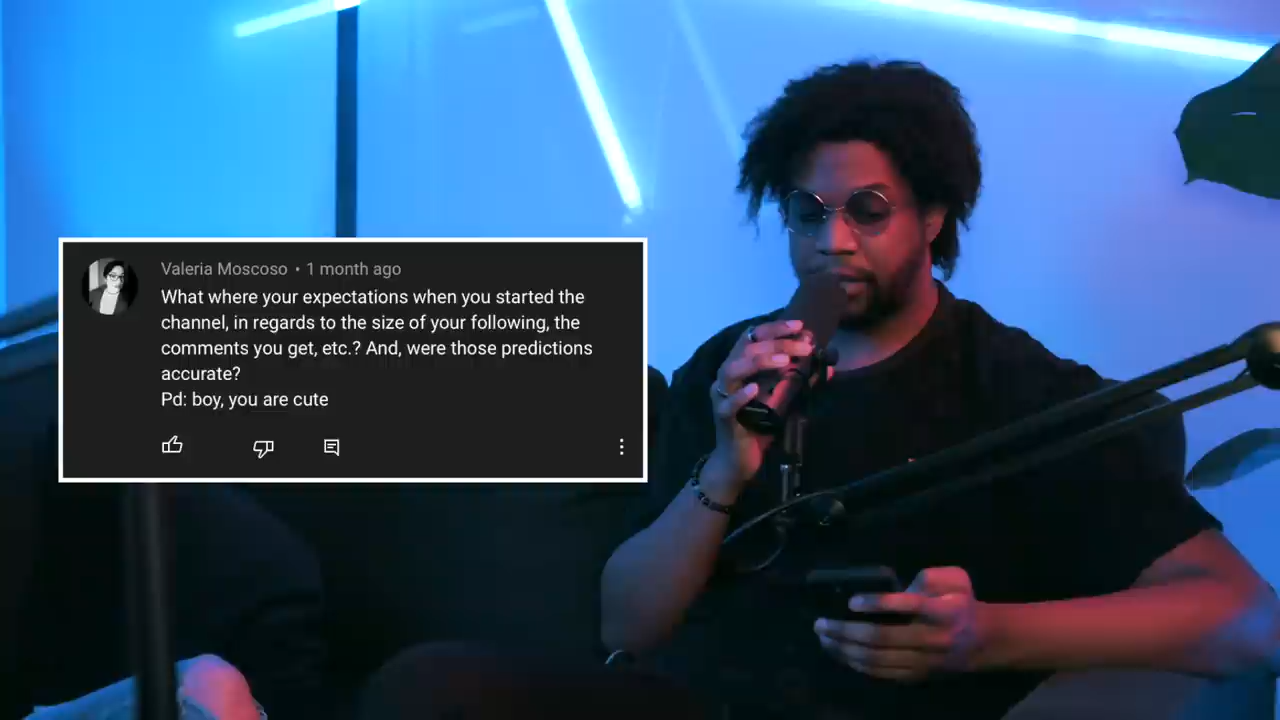 Valeria Moscoso • 1 month ago
What where your expectations when you started the
channel, in regards to the size of your following, the
comments you get, etc.? And, were those predictions
accurate?
Pd: boy, you are cute